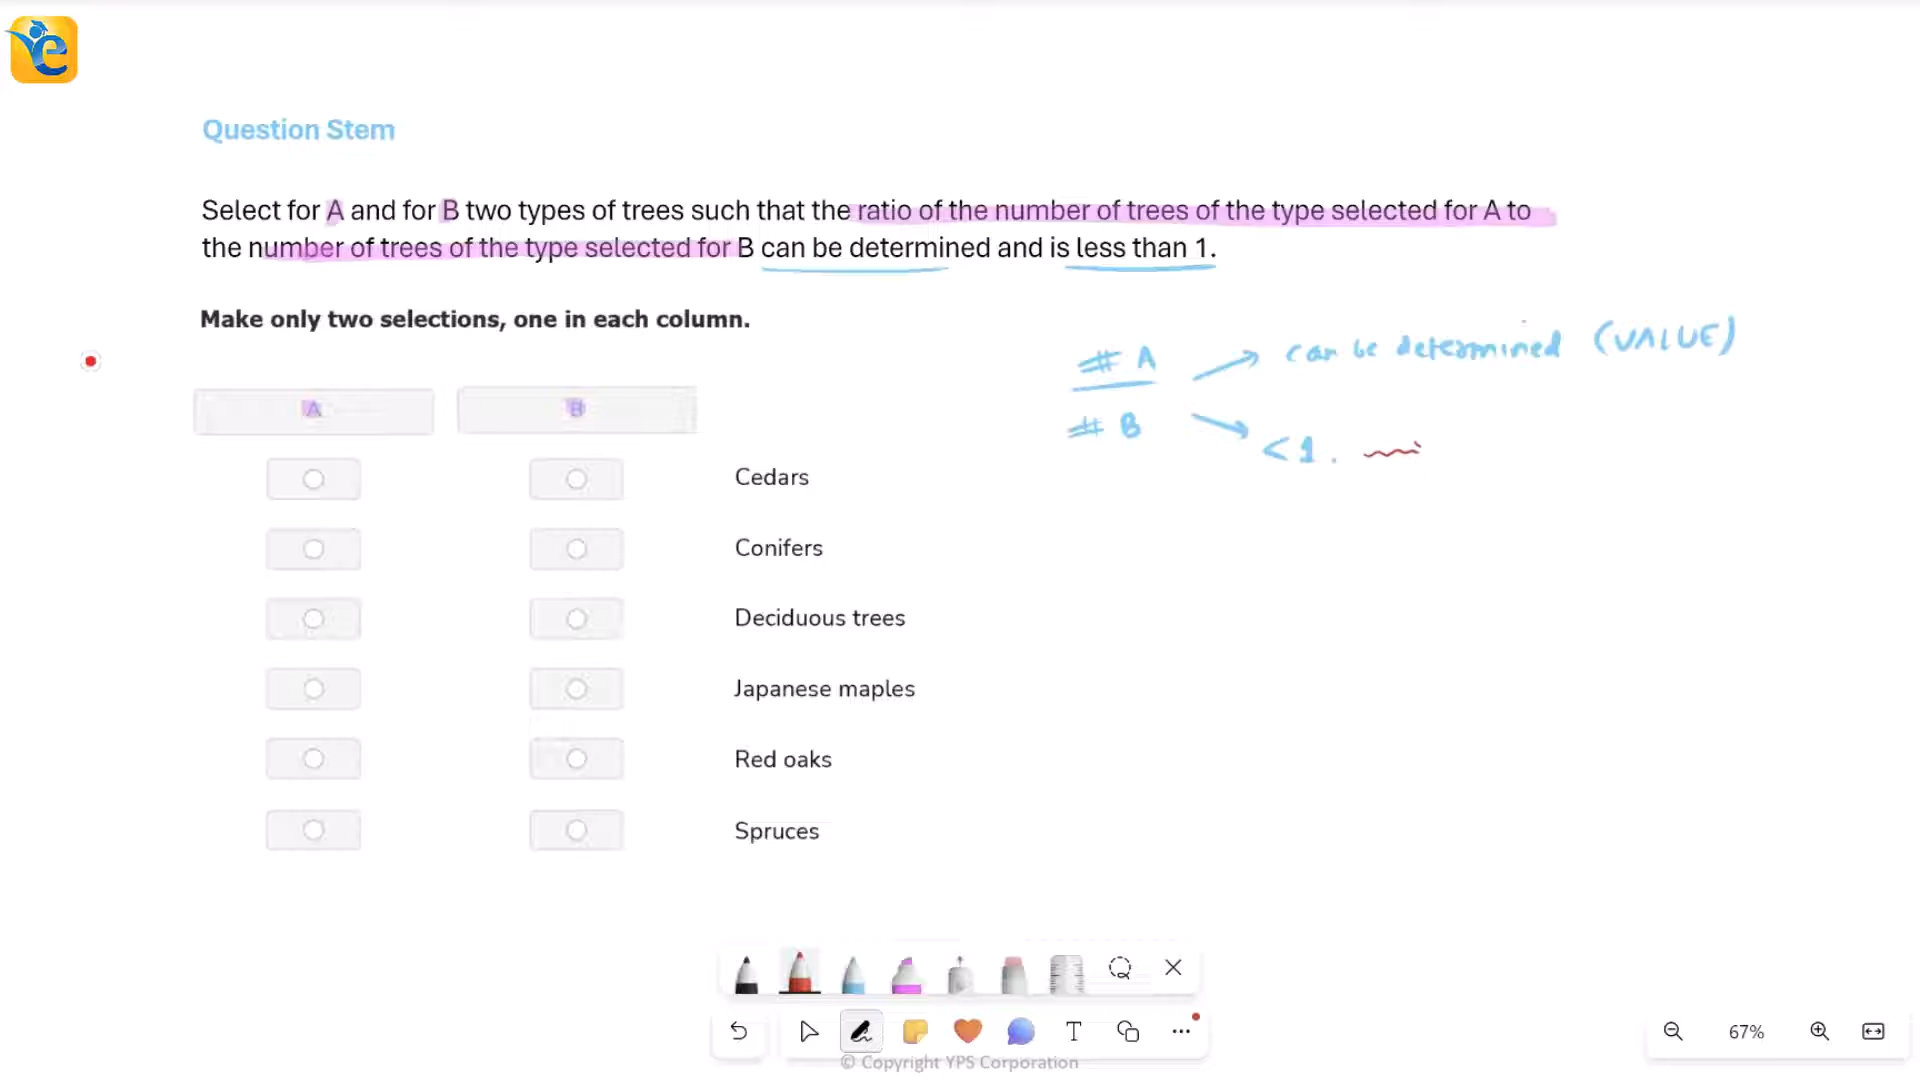 e
Question Stem
Select for A and for B two types of trees such that the ratio of the number of trees of the type selected for A to
the number of trees of the type selected for B can be determined and is less than 1.
Make only two selections, one in each column.
# A can be determined (VALUE)
# B
< 1.
A B
Cedars
Conifers
Deciduous trees
Japanese maples
Red oaks
Spruces
T
67%
© Copyright YPS Corporation